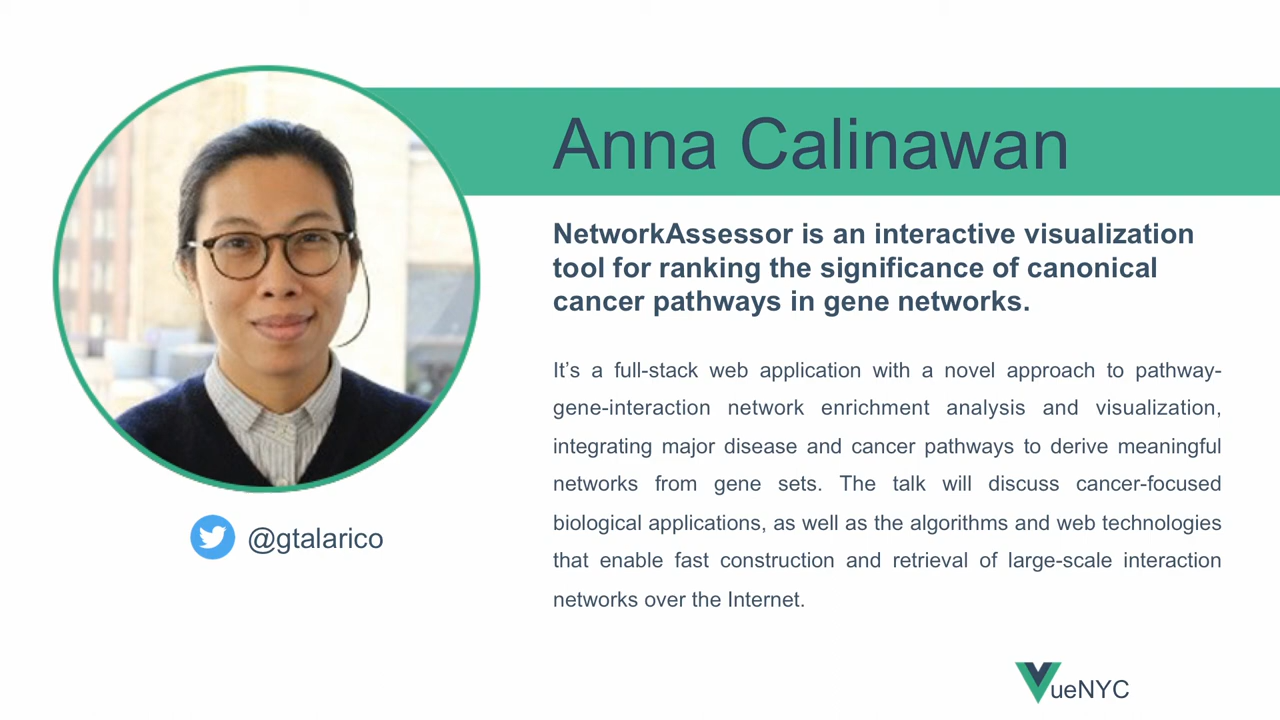 Anna Calinawan
NetworkAssessor is an interactive visualization
tool for ranking the significance of canonical
cancer pathways in gene networks.
It’s a full-stack web application with a novel approach to pathway-
gene-interaction network enrichment analysis and visualization,
integrating major disease and cancer pathways to derive meaningful
networks from gene sets. The talk will discuss cancer-focused
biological applications, as well as the algorithms and web technologies
that enable fast construction and retrieval of large-scale interaction
networks over the Internet.
@gtalarico
VueNYC